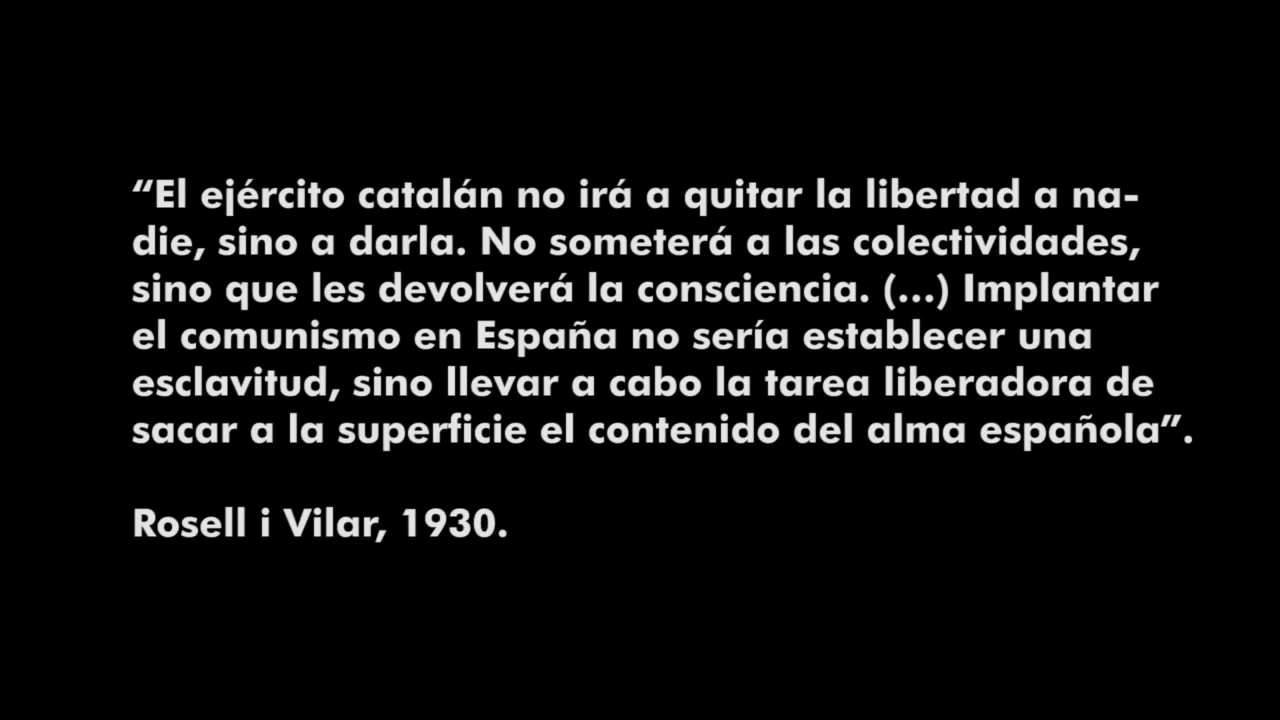 “El ejército catalán no irá a quitar la libertad a na-
die, sino a darla. No someterá a las colectividades,
sino que les devolverá la consciencia. (...) Implantar
el comunismo en España no sería establecer una
esclavitud, sino llevar a cabo la tarea liberadora de
sacar a la superficie el contenido del alma española”.
Rosell i Vilar, 1930.